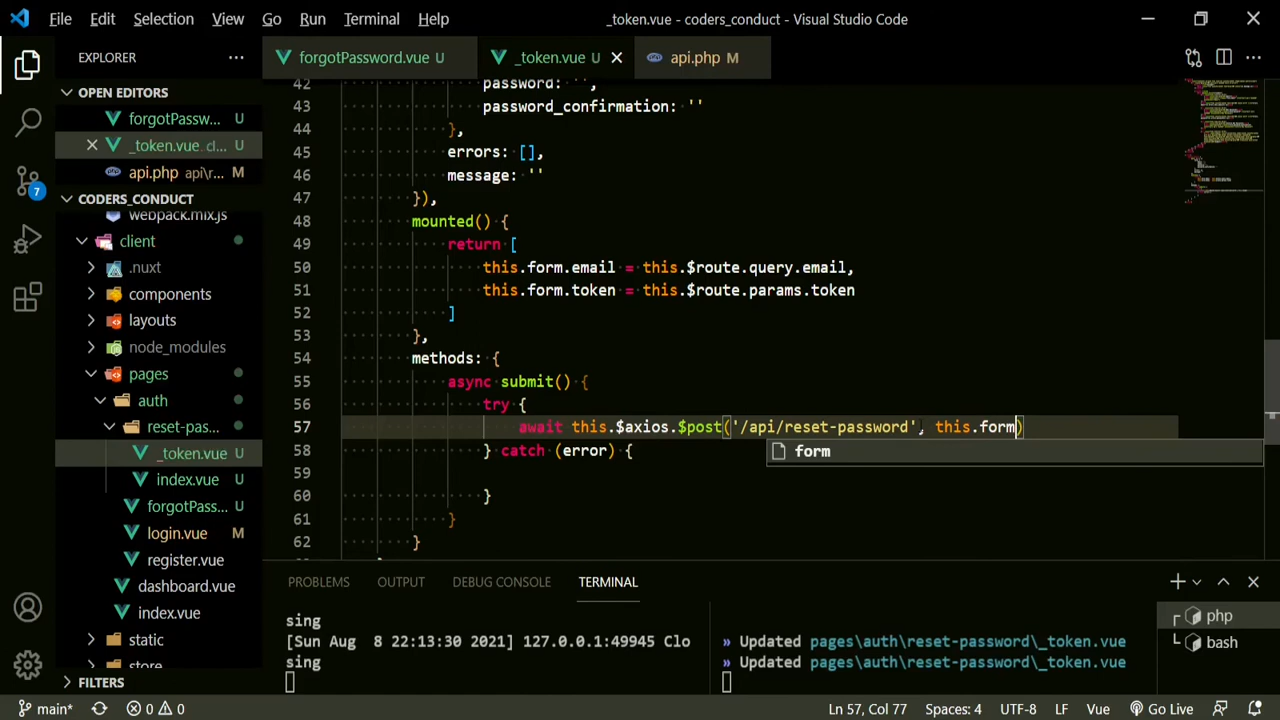 File Edit Selection View Go Run Terminal Help
_token.vue - coders_conduct - Visual Studio Code
EXPLORER
forgotPassword.vue U
_token.vue U
api.php M
OPEN EDITORS
forgotPassw... U
_token.vue cl... U
api.php api\r... M
CODERS_CONDUCT
webpack.mix.js
client
.nuxt
components
layouts
node_modules
pages
auth
reset-pas...
_token.vue U
index.vue U
forgotPass... U
login.vue M
register.vue
dashboard.vue
index.vue
static
store
FILTERS
7
42 password: '',
43 password_confirmation: ''
44 },
45 errors: [],
46 message: ''
47 }),
48 mounted() {
49 return [
50 this.form.email = this.$route.query.email,
51 this.form.token = this.$route.params.token
52 ]
53 },
54 methods: {
55 async submit() {
56 try {
57 await this.$axios.$post('/api/reset-password', this.form)
58 } catch (error) {
form
59
60 }
61 }
62 }
PROBLEMS OUTPUT DEBUG CONSOLE TERMINAL
sing
[Sun Aug 8 22:13:30 2021] 127.0.0.1:49945 Clo
sing
» Updated pages\auth\reset-password\_token.vue
» Updated pages\auth\reset-password\_token.vue
php
bash
main* 0 0 Ln 57, Col 77 Spaces: 4 UTF-8 LF Vue Go Live